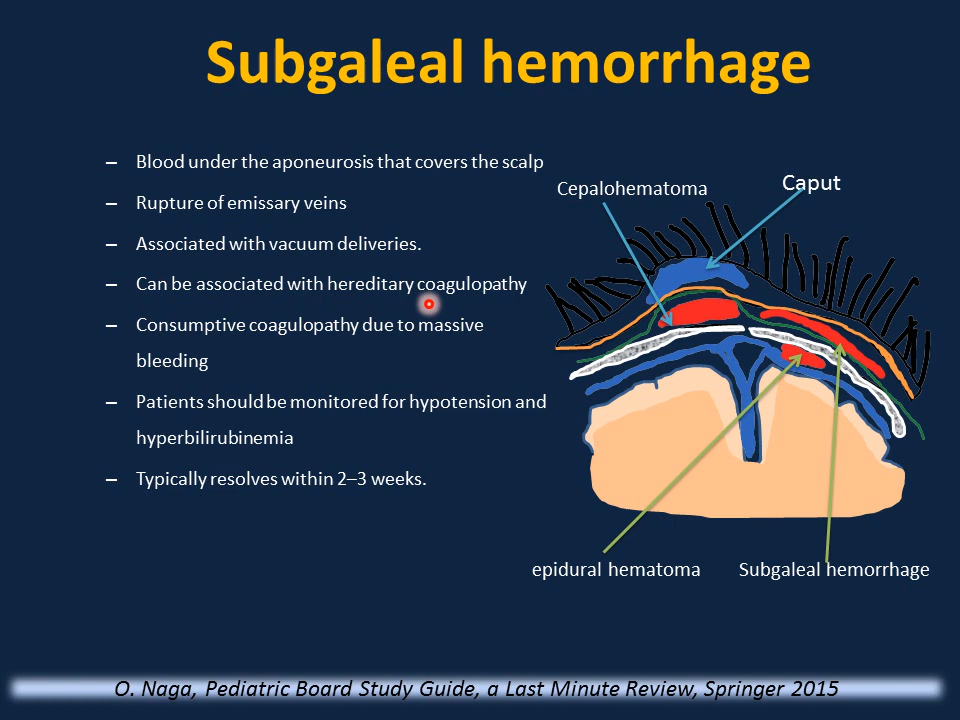 Subgaleal hemorrhage
– Blood under the aponeurosis that covers the scalp
– Rupture of emissary veins
– Associated with vacuum deliveries.
– Can be associated with hereditary coagulopathy
– Consumptive coagulopathy due to massive
bleeding
– Patients should be monitored for hypotension and
hyperbilirubinemia
– Typically resolves within 2–3 weeks.
Cepalohematoma
Caput
epidural hematoma
Subgaleal hemorrhage
O. Naga, Pediatric Board Study Guide, a Last Minute Review, Springer 2015